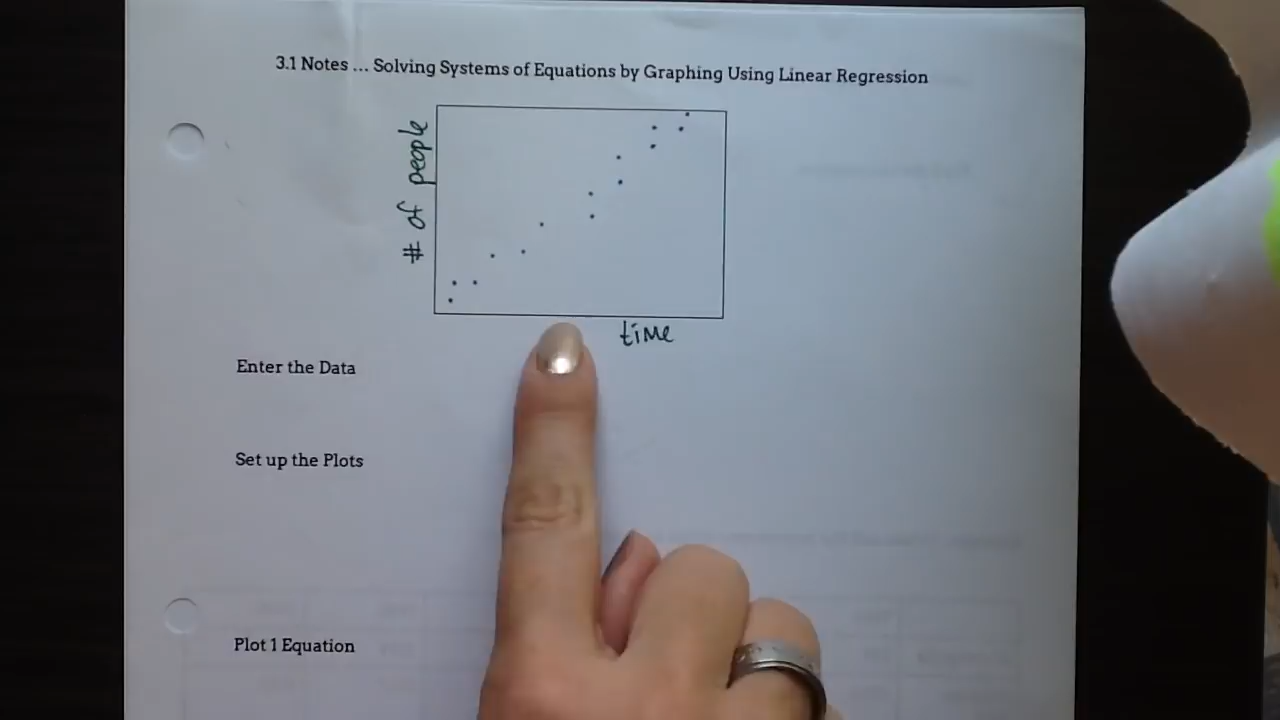 3.1 Notes ... Solving Systems of Equations by Graphing Using Linear Regression
# of people
time
Enter the Data
Set up the Plots
Plot 1 Equation